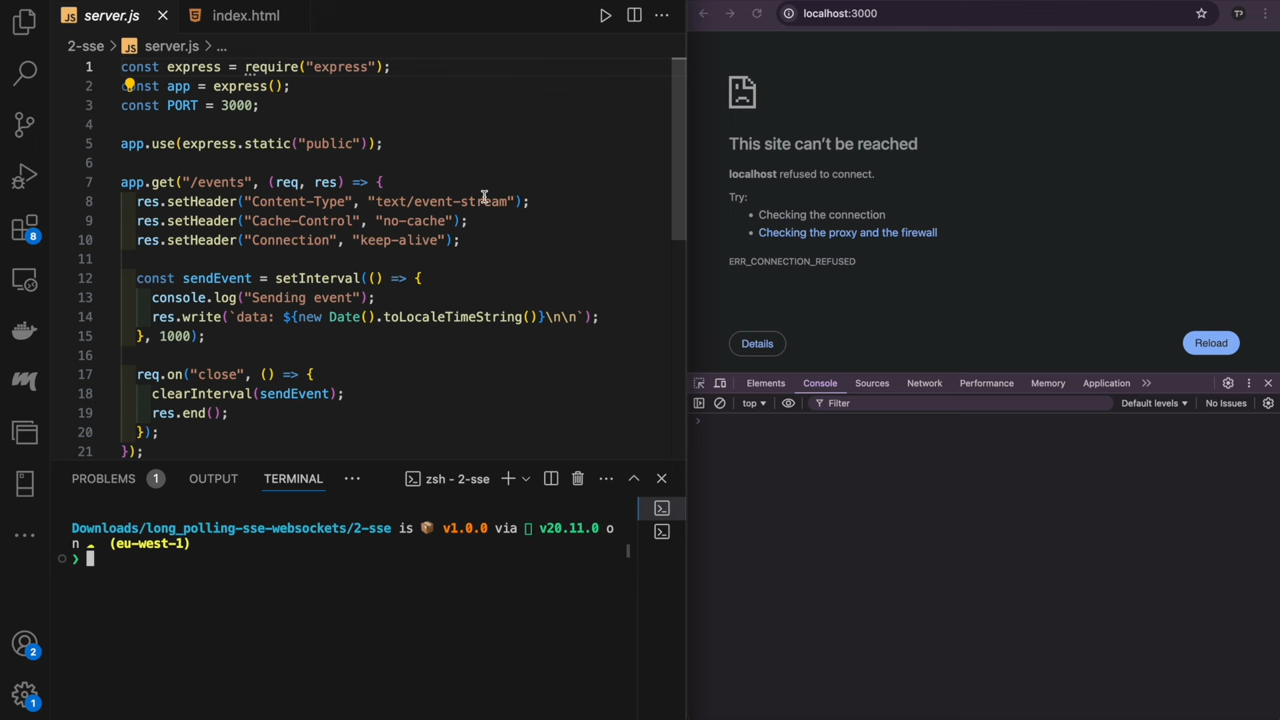 JS server.js
5 index.html
2-sse > JS server.js > ...
1 const express = require("express");
2 const app = express();
3 const PORT = 3000;
4
5 app.use(express.static("public"));
6
7 app.get("/events", (req, res) => {
8 res.setHeader("Content-Type", "text/event-stream");
9 res.setHeader("Cache-Control", "no-cache");
10 res.setHeader("Connection", "keep-alive");
11
12 const sendEvent = setInterval(() => {
13 console.log("Sending event");
14 res.write(`data: ${new Date().toLocaleTimeString()}\n\n`);
15 }, 1000);
16
17 req.on("close", () => {
18 clearInterval(sendEvent);
19 res.end();
20 });
21 });
8
2
1
PROBLEMS 1 OUTPUT TERMINAL ... zsh - 2-sse
Downloads/long_polling-sse-websockets/2-sse is v1.0.0 via v20.11.0 o
n (eu-west-1)
❯
localhost:3000
TP
This site can't be reached
localhost refused to connect.
Try:
• Checking the connection
• Checking the proxy and the firewall
ERR_CONNECTION_REFUSED
Details
Reload
Elements Console Sources Network Performance Memory Application »
top Filter Default levels No Issues